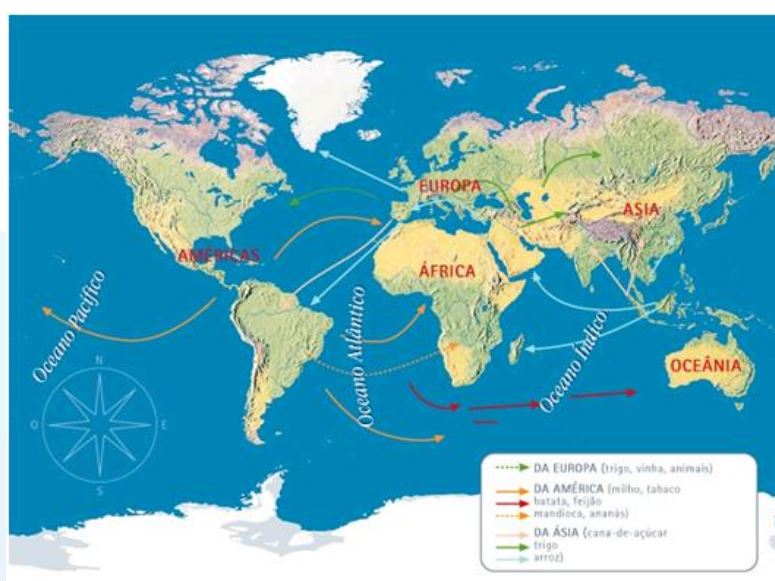 EUROPA
ASIA
AMÉRICAS
ÁFRICA
Oceano Pacífico
Oceano Atlântico
Oceano Índico
OCEÂNIA
N
O
E
S
DA EUROPA (trigo, vinha, animais)
DA AMÉRICA (milho, tabaco
batata, feijão
mandioca, ananás)
DA ÁSIA (cana-de-açúcar
trigo
arroz)